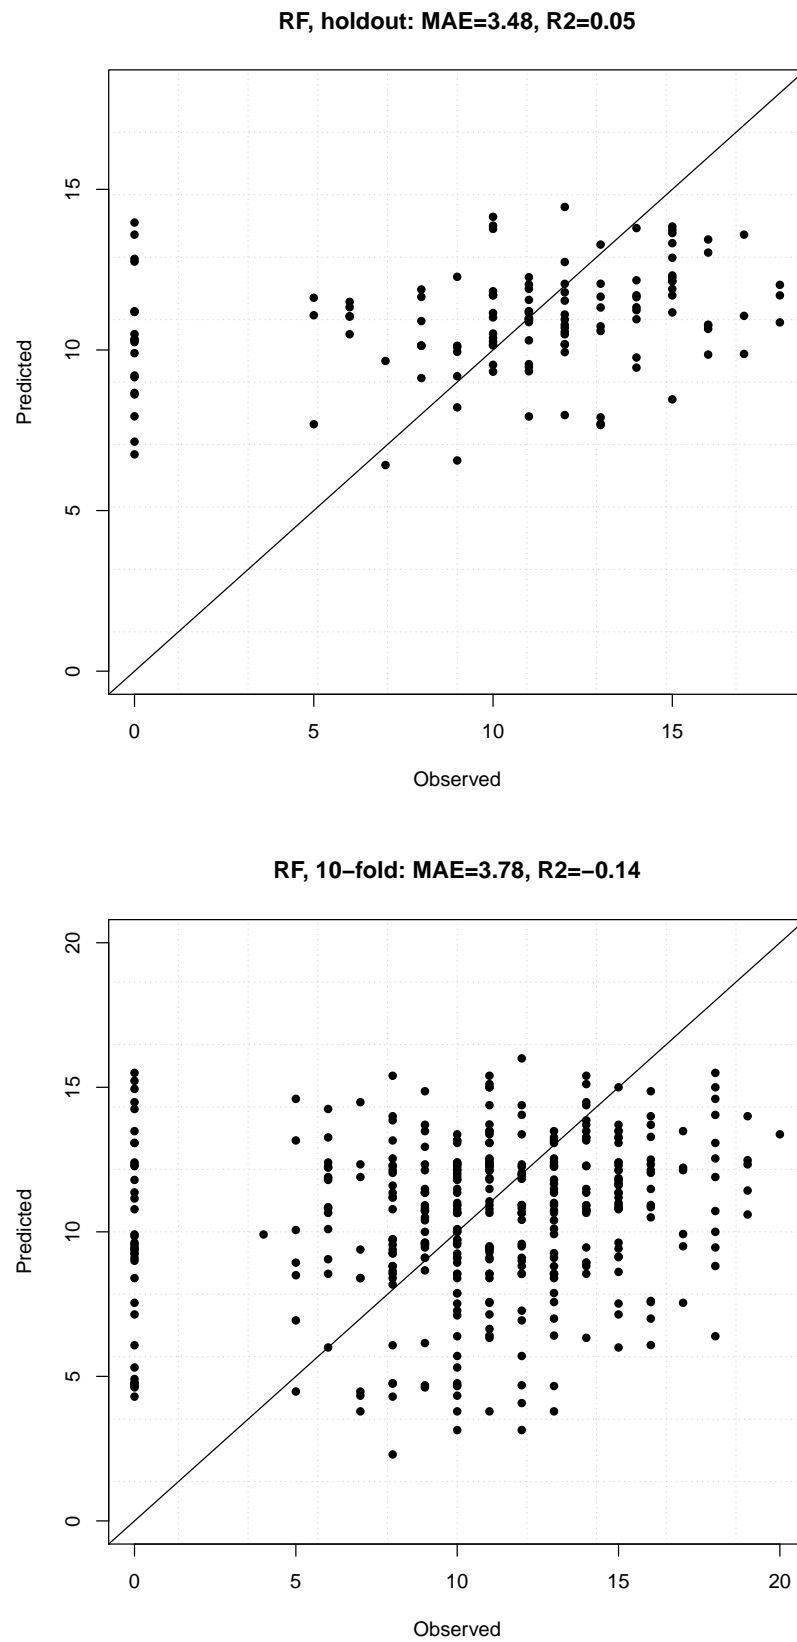 RF, holdout: MAE=3.48, R2=0.05
15
10
5
0
Predicted
0 5 10 15
Observed
RF, 10−fold: MAE=3.78, R2=−0.14
20
15
10
5
0
Predicted
0 5 10 15 20
Observed